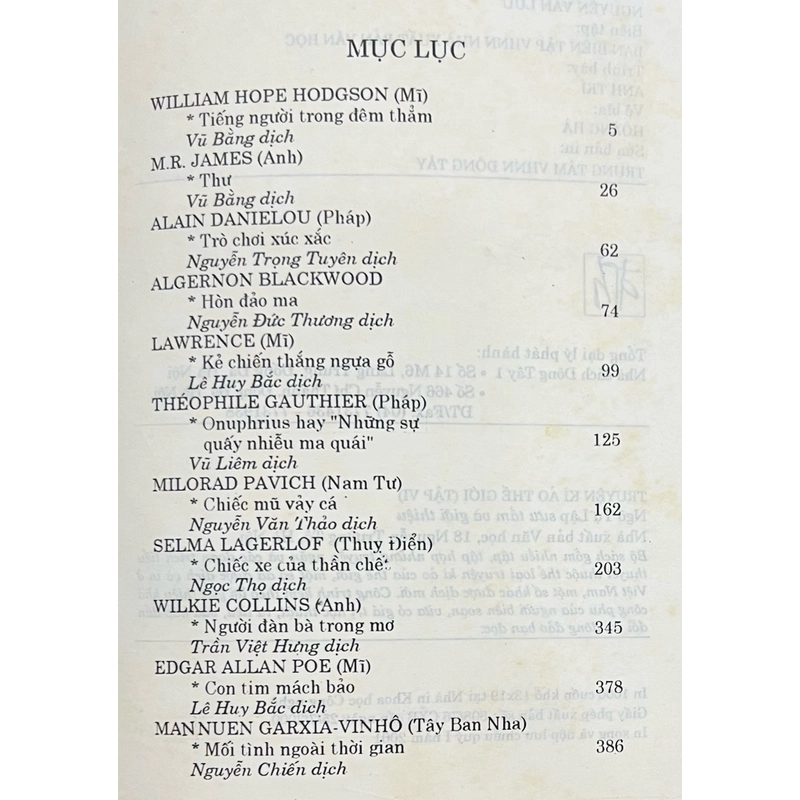 MỤC LỤC
WILLIAM HOPE HODGSON (Mĩ)
* Tiếng người trong đêm thẳm 5
Vũ Bằng dịch
M.R. JAMES (Anh)
* Thư 26
Vũ Bằng dịch
ALAIN DANIELOU (Pháp)
* Trò chơi xúc xắc 62
Nguyễn Trọng Tuyên dịch
ALGERNON BLACKWOOD
* Hòn đảo ma 74
Nguyễn Đức Thương dịch
LAWRENCE (Mĩ)
* Kẻ chiến thắng ngựa gỗ 99
Lê Huy Bắc dịch
THÉOPHILE GAUTHIER (Pháp)
* Onuphrius hay "Những sự
quấy nhiễu ma quái" 125
Vũ Liêm dịch
MILORAD PAVICH (Nam Tư)
* Chiếc mũ vảy cá 162
Nguyễn Văn Thảo dịch
SELMA LAGERLOF (Thuỵ Điển)
* Chiếc xe của thần chết 203
Ngọc Thọ dịch
WILKIE COLLINS (Anh)
* Người đàn bà trong mơ 345
Trần Việt Hưng dịch
EDGAR ALLAN POE (Mĩ)
* Con tim mách bảo 378
Lê Huy Bắc dich
MANNUEN GARXIA-VINHÔ (Tây Ban Nha)
* Mối tình ngoài thời gian 386
Nguyễn Chiến dịch